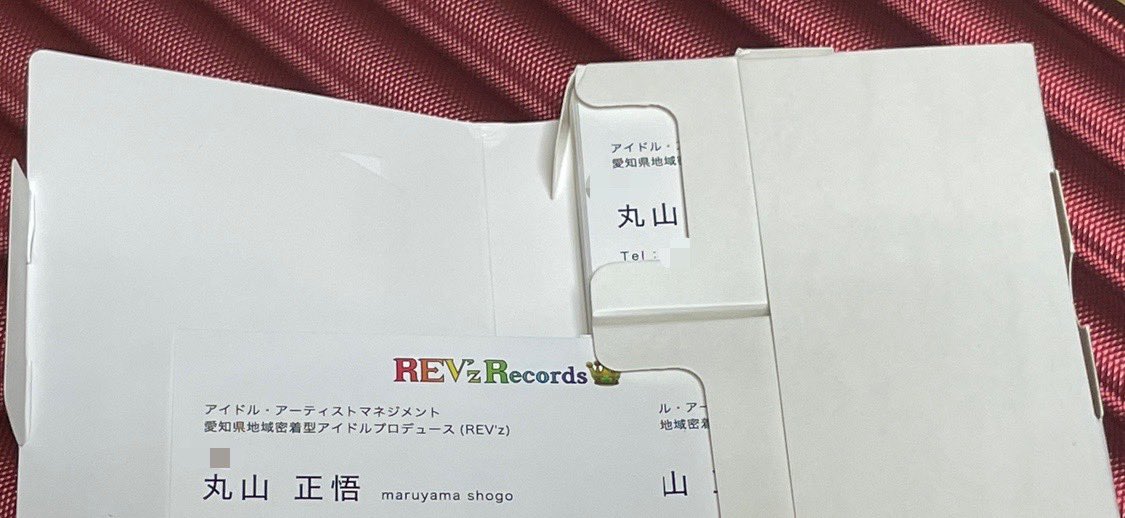 アイドル・
愛知県地域
丸山
Tel:
REV'z Records
アイドル・アーティストマネジメント
愛知県地域密着型アイドルプロデュース (REV'z)
丸山 正悟 maruyama shogo
ル・アー
地域密着
山